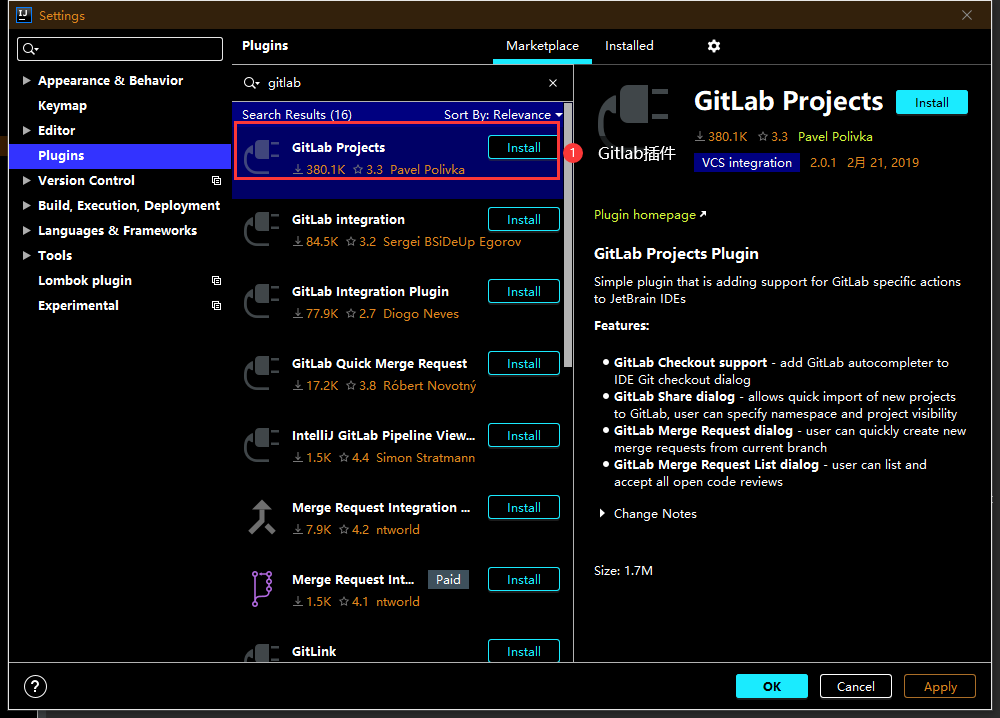 Settings
Appearance & Behavior
Keymap
Editor
Plugins
Version Control
Build, Execution, Deployment
Languages & Frameworks
Tools
Lombok plugin
Experimental
Plugins
Marketplace
Installed
gitlab
Search Results (16)
Sort By: Relevance
GitLab Projects
Install
380.1K 3.3 Pavel Polivka
1
GitLab integration
Install
84.5K 3.2 Sergei BSiDeUp Egorov
GitLab Integration Plugin
Install
77.9K 2.7 Diogo Neves
GitLab Quick Merge Request
Install
17.2K 3.8 Róbert Novotný
IntelliJ GitLab Pipeline View...
Install
1.5K 4.4 Simon Stratmann
Merge Request Integration ...
Install
7.9K 4.2 ntworld
Merge Request Int...
Paid
Install
1.5K 4.1 ntworld
GitLink
Install
GitLab Projects
Install
380.1K 3.3 Pavel Polivka
Gitlab插件
VCS integration 2.0.1 2月 21, 2019
Plugin homepage
GitLab Projects Plugin
Simple plugin that is adding support for GitLab specific actions
to JetBrain IDEs
Features:
GitLab Checkout support - add GitLab autocompleter to
IDE Git checkout dialog
GitLab Share dialog - allows quick import of new projects
to GitLab, user can specify namespace and project visibility
GitLab Merge Request dialog - user can quickly create new
merge requests from current branch
GitLab Merge Request List dialog - user can list and
accept all open code reviews
Change Notes
Size: 1.7M
?
OK
Cancel
Apply